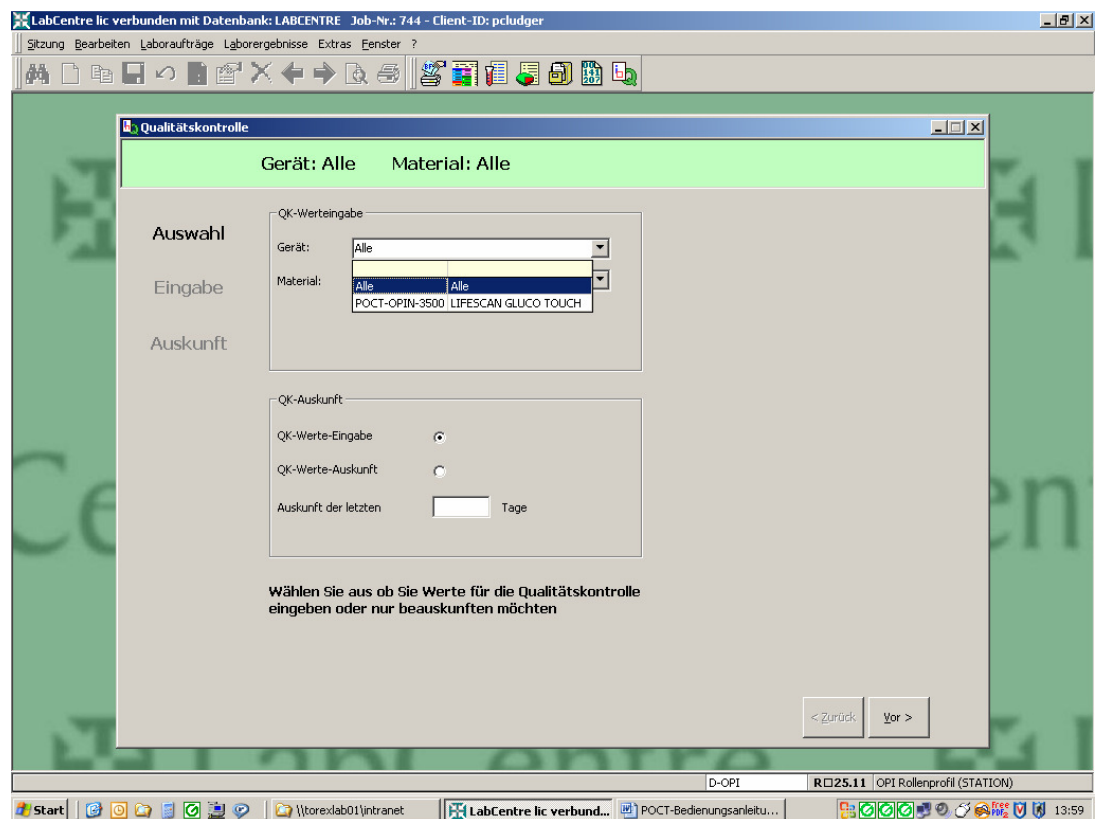 LabCentre lic verbunden mit Datenbank: LABCENTRE Job-Nr.: 744 - Client-ID: pcludger
Sitzung Bearbeiten Laboraufträge Laborergebnisse Extras Fenster ?
Qualitätskontrolle
Gerät: Alle Material: Alle
Auswahl
Eingabe
Auskunft
QK-Werteingabe
Gerät: Alle
Material:
Alle Alle
POCT-OPIN-3500 LIFESCAN GLUCO TOUCH
QK-Auskunft
QK-Werte-Eingabe
QK-Werte-Auskunft
Auskunft der letzten Tage
Wählen Sie aus ob Sie Werte für die Qualitätskontrolle
eingeben oder nur beauskunften möchten
< Zurück Vor >
Ce
en
LabCentre
D-OPI R□25.11 OPI Rollenprofil (STATION)
Start \\torexlab01\intranet LabCentre lic verbund... POCT-Bedienungsanleitu... 13:59